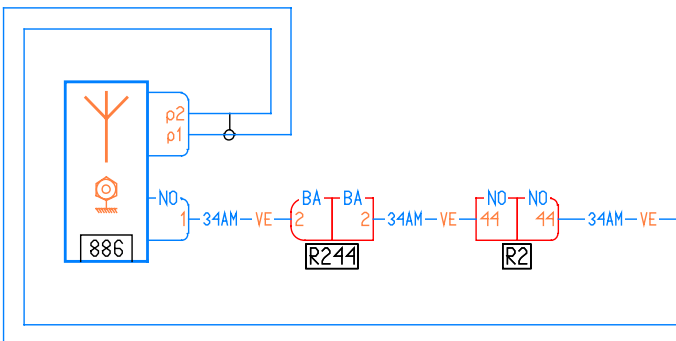 p2
p1
NO BA BA NO NO
1 34AM VE 2 2 34AM VE 44 44 34AM VE
886 R244 R2